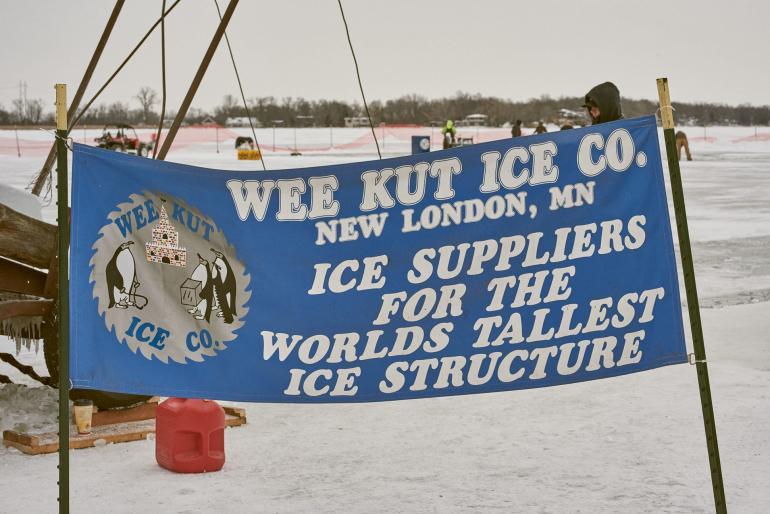 WEE KUT ICE CO.
NEW LONDON, MN
ICE SUPPLIERS
FOR THE
WORLDS TALLEST
ICE STRUCTURE
WEE KUT
ICE CO.